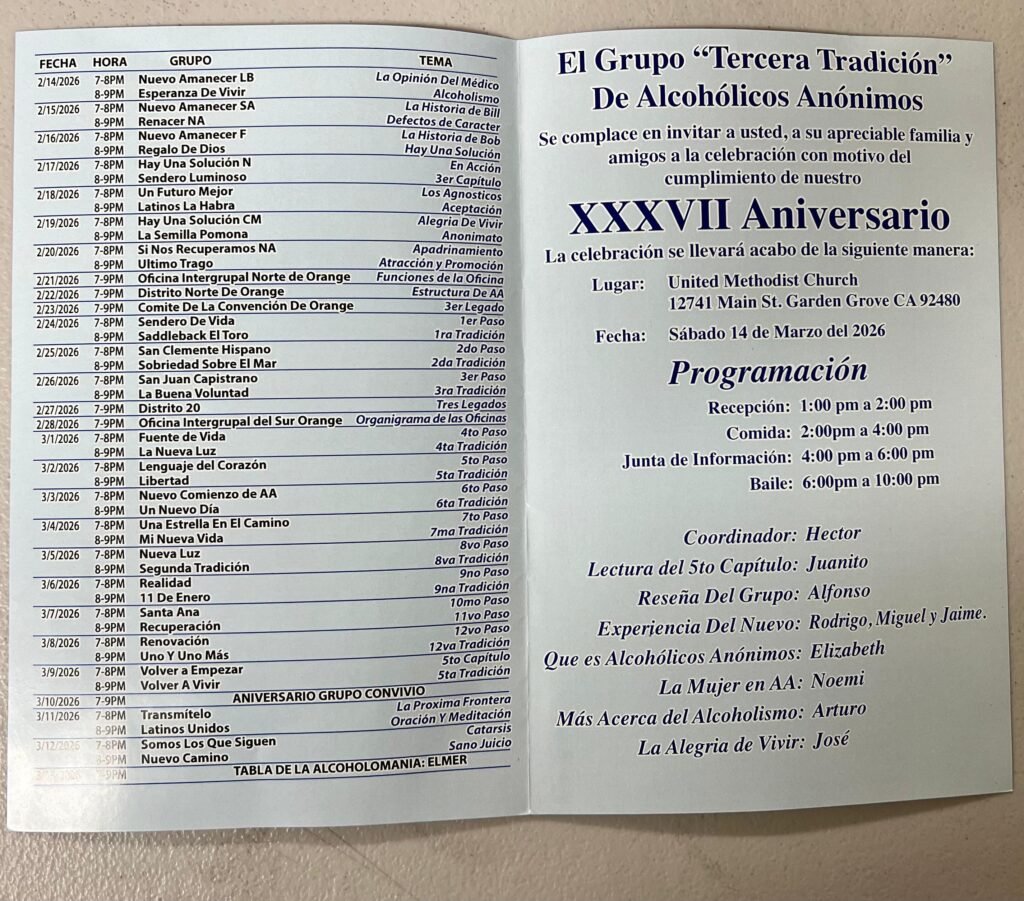 FECHA HORA GRUPO TEMA
2/14/2026 7-8PM Nuevo Amanecer LB La Opinión Del Médico
8-9PM Esperanza De Vivir Alcoholismo
2/15/2026 7-8PM Nuevo Amanecer SA La Historia de Bill
8-9PM Renacer NA Defectos de Caracter
2/16/2026 7-8PM Nuevo Amanecer F La Historia de Bob
8-9PM Regalo De Dios Hay Una Solución
2/17/2026 7-8PM Hay Una Solución N En Acción
8-9PM Sendero Luminoso 3er Capítulo
2/18/2026 7-8PM Un Futuro Mejor Los Agnosticos
8-9PM Latinos La Habra Aceptación
2/19/2026 7-8PM Hay Una Solución CM Alegria De Vivir
8-9PM La Semilla Pomona Anonimato
2/20/2026 7-8PM Si Nos Recuperamos NA Apadrinamiento
8-9PM Ultimo Trago Atracción y Promoción
2/21/2026 7-9PM Oficina Intergrupal Norte de Orange Funciones de la Oficina
2/22/2026 7-9PM Distrito Norte De Orange Estructura de AA
2/23/2026 7-9PM Comite De La Convención De Orange 3er Legado
2/24/2026 7-8PM Sendero De Vida 1er Paso
8-9PM Saddleback El Toro 1ra Tradición
2/25/2026 7-8PM San Clemente Hispano 2do Paso
8-9PM Sobriedad Sobre El Mar 2da Tradición
2/26/2026 7-8PM San Juan Capistrano 3er Paso
8-9PM La Buena Voluntad 3ra Tradición
2/27/2026 7-9PM Distrito 20 Tres Legados
2/28/2026 7-9PM Oficina Intergrupal del Sur Orange Organigrama de las Oficinas
3/1/2026 7-8PM Fuente de Vida 4to Paso
8-9PM La Nueva Luz 4ta Tradición
3/2/2026 7-8PM Lenguaje del Corazón 5to Paso
8-9PM Libertad 5ta Tradición
3/3/2026 7-8PM Nuevo Comienzo de AA 6to Paso
8-9PM Un Nuevo Día 6ta Tradición
3/4/2026 7-8PM Una Estrella En El Camino 7to Paso
8-9PM Mi Nueva Vida 7ma Tradición
3/5/2026 7-8PM Nueva Luz 8vo Paso
8-9PM Segunda Tradición 8va Tradición
3/6/2026 7-8PM Realidad 9no Paso
8-9PM 11 De Enero 9na Tradición
3/7/2026 7-8PM Santa Ana 10mo Paso
8-9PM Recuperación 11vo Paso
3/8/2026 7-8PM Renovación 12vo Paso
8-9PM Uno Y Uno Más 12va Tradición
3/9/2026 7-8PM Volver a Empezar 5to Capítulo
8-9PM Volver A Vivir 5ta Tradición
3/10/2026 7-9PM ANIVERSARIO GRUPO CONVIVIO
3/11/2026 7-8PM Transmítelo La Proxima Frontera
8-9PM Latinos Unidos Oración Y Meditación
3/12/2026 7-8PM Somos Los Que Siguen Catarsis
8-9PM Nuevo Camino Sano Juicio
7-9PM TABLA DE LA ALCOHOLOMANIA: ELMER
El Grupo “Tercera Tradición”
De Alcohólicos Anónimos
Se complace en invitar a usted, a su apreciable familia y
amigos a la celebración con motivo del
cumplimiento de nuestro
XXXVII Aniversario
La celebración se llevará acabo de la siguiente manera:
Lugar: United Methodist Church
12741 Main St. Garden Grove CA 92480
Fecha: Sábado 14 de Marzo del 2026
Programación
Recepción: 1:00 pm a 2:00 pm
Comida: 2:00pm a 4:00 pm
Junta de Información: 4:00 pm a 6:00 pm
Baile: 6:00pm a 10:00 pm
Coordinador: Hector
Lectura del 5to Capítulo: Juanito
Reseña Del Grupo: Alfonso
Experiencia Del Nuevo: Rodrigo, Miguel y Jaime.
Que es Alcohólicos Anónimos: Elizabeth
La Mujer en AA: Noemi
Más Acerca del Alcoholismo: Arturo
La Alegria de Vivir: José